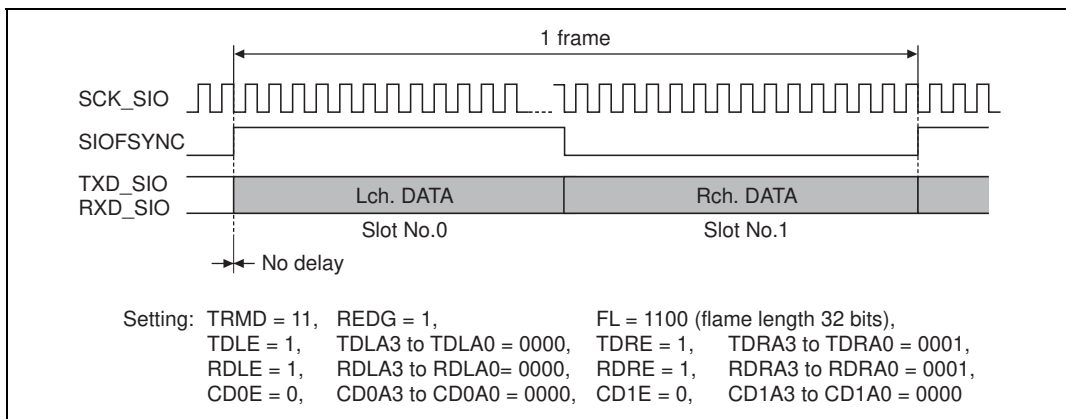 1 frame
SCK_SIO
SIOFSYNC
TXD_SIO
RXD_SIO
Lch. DATA
Rch. DATA
Slot No.0
Slot No.1
No delay
Setting: TRMD = 11, REDG = 1, FL = 1100 (flame length 32 bits),
TDLE = 1, TDLA3 to TDLA0 = 0000, TDRE = 1, TDRA3 to TDRA0 = 0001,
RDLE = 1, RDLA3 to RDLA0= 0000, RDRE = 1, RDRA3 to RDRA0 = 0001,
CD0E = 0, CD0A3 to CD0A0 = 0000, CD1E = 0, CD1A3 to CD1A0 = 0000